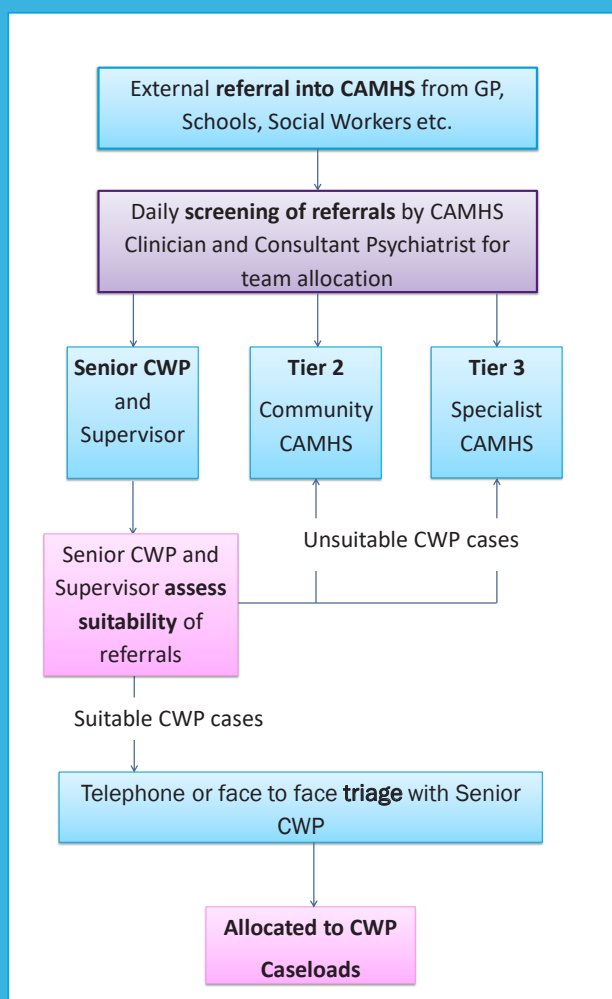 External referral into CAMHS from GP,
Schools, Social Workers etc.
Daily screening of referrals by CAMHS
Clinician and Consultant Psychiatrist for
team allocation
Senior CWP
and
Supervisor
Tier 2
Community
CAMHS
Tier 3
Specialist
CAMHS
Unsuitable CWP cases
Senior CWP and
Supervisor assess
suitability of
referrals
Suitable CWP cases
Telephone or face to face triage with Senior
CWP
Allocated to CWP
Caseloads